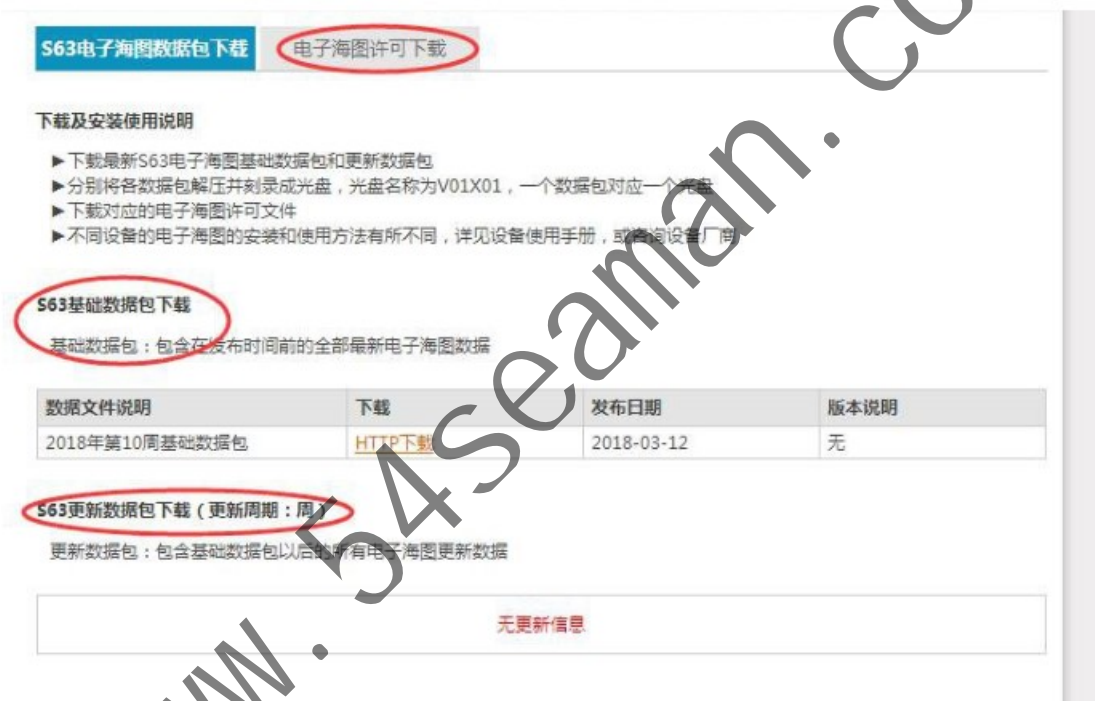 S63电子海图数据包下载 电子海图许可下载
下载及安装使用说明
►下载最新S63电子海图基础数据包和更新数据包
►分别将各数据包解压并刻录成光盘，光盘名称为V01X01，一个数据包对应一个光盘
►下载对应的电子海图许可文件
►不同设备的电子海图的安装和使用方法有所不同，详见设备使用手册，或咨询设备厂商
S63基础数据包下载
基础数据包：包含在发布时间前的全部最新电子海图数据
数据文件说明 下载 发布日期 版本说明
2018年第10周基础数据包 HTTP下载 2018-03-12 无
S63更新数据包下载（更新周期：周）
更新数据包：包含基础数据包以后的所有电子海图更新数据
无更新信息
www.54seaman.co